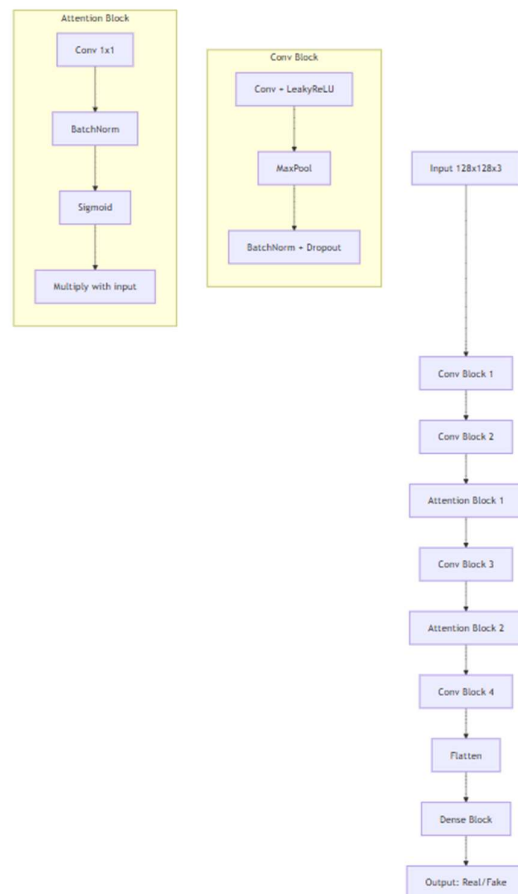 Attention Block
Conv 1x1
BatchNorm
Sigmoid
Multiply with input
Conv Block
Conv + LeakyReLU
MaxPool
BatchNorm + Dropout
Input 128x128x3
Conv Block 1
Conv Block 2
Attention Block 1
Conv Block 3
Attention Block 2
Conv Block 4
Flatten
Dense Block
Output: Real/Fake